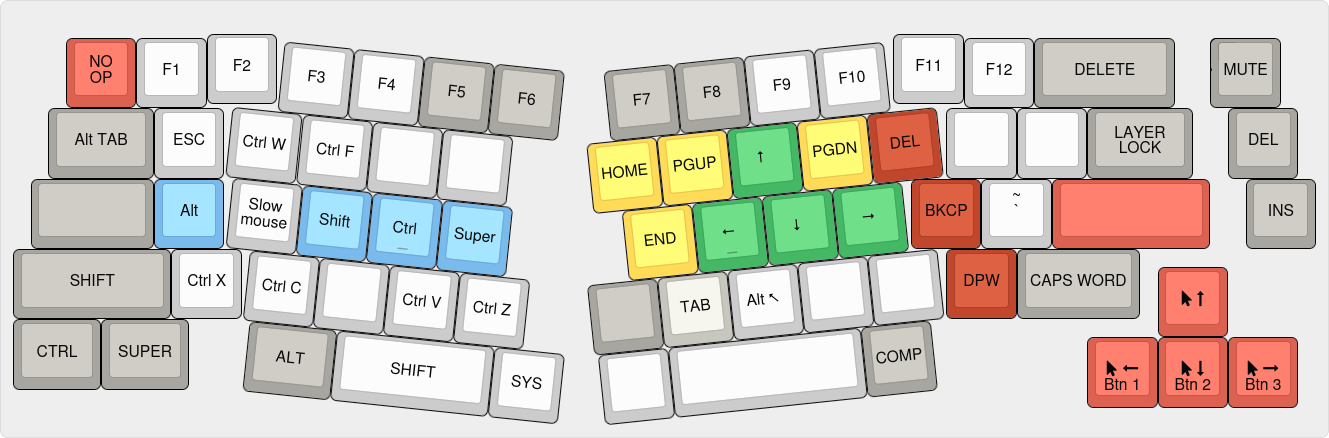 NO
OP
F1
F2
F3
F4
F5
F6
F7
F8
F9
F10
F11
F12
DELETE
MUTE
Alt TAB
ESC
Ctrl W
Ctrl F
HOME
PGUP
↑
PGDN
DEL
LAYER
LOCK
DEL
Alt
Slow
mouse
Shift
Ctrl
_
Super
END
←
_
↓
→
BKCP
~
`
INS
SHIFT
Ctrl X
Ctrl C
Ctrl V
Ctrl Z
TAB
Alt ↖
DPW
CAPS WORD
↑
CTRL
SUPER
ALT
SHIFT
SYS
COMP
←
Btn 1
↓
Btn 2
→
Btn 3